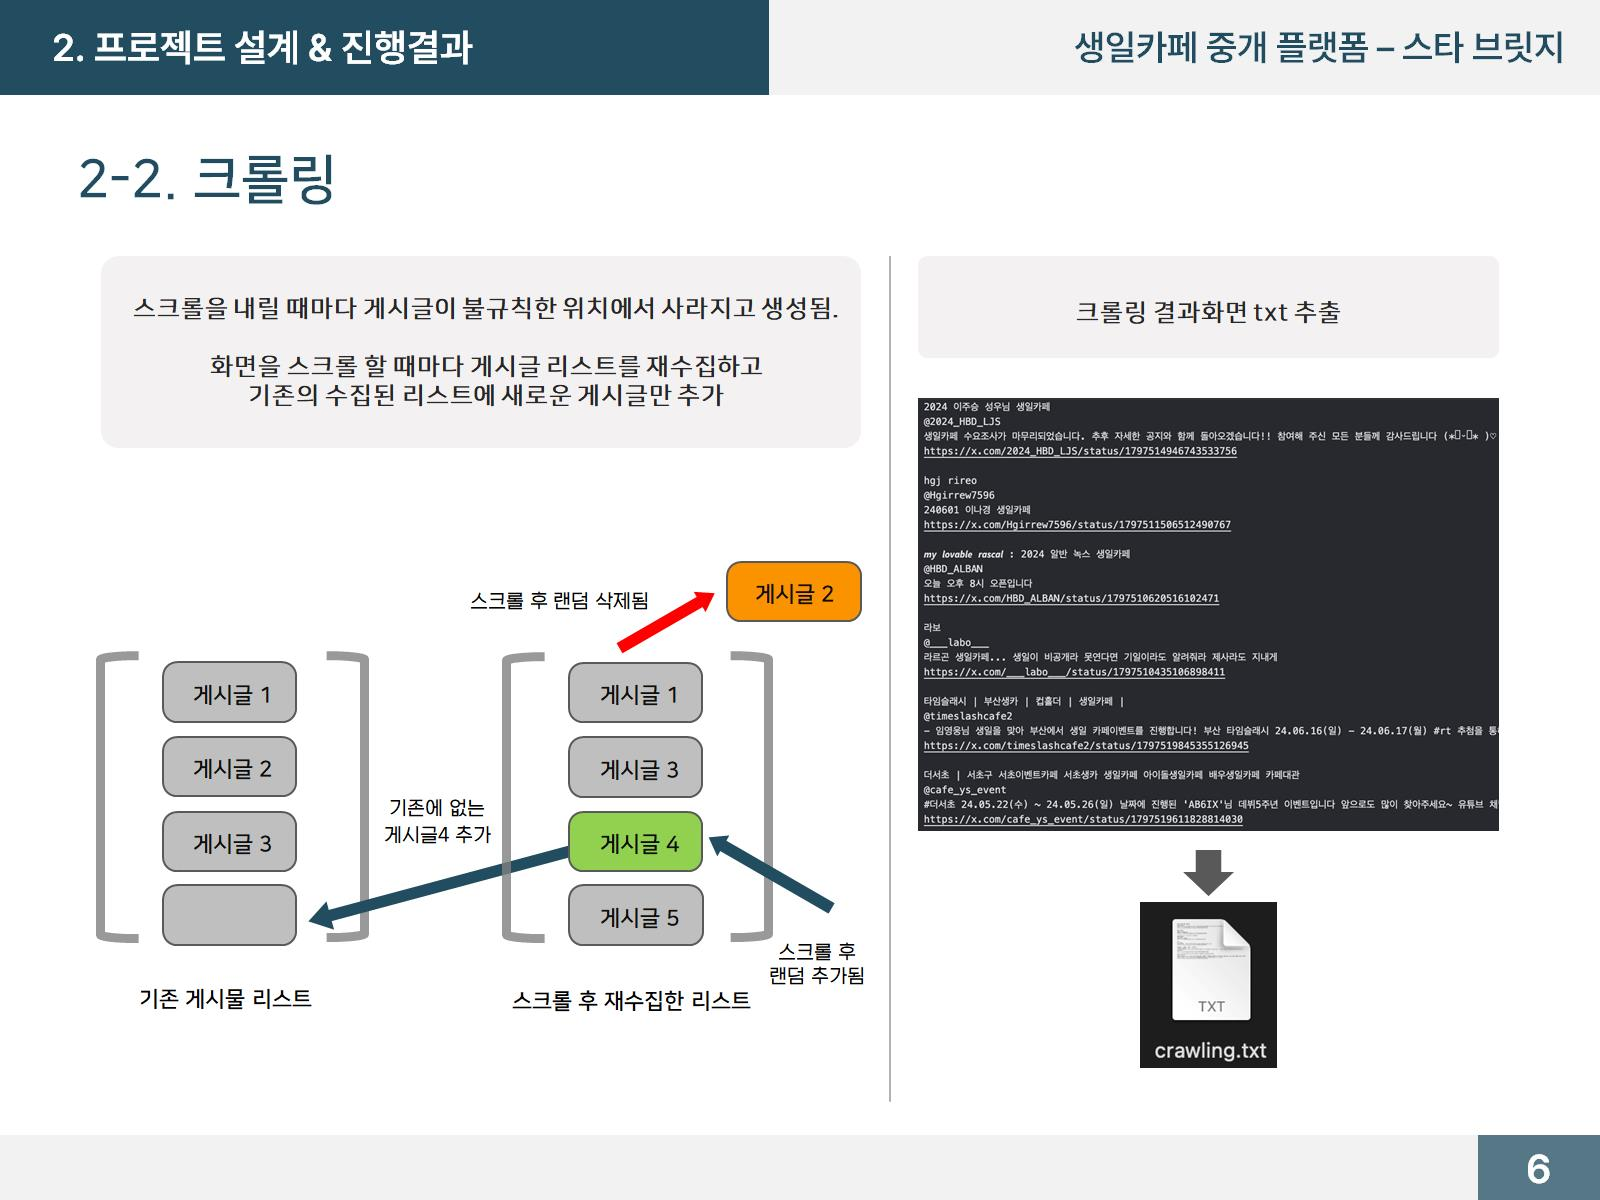 2. 프로젝트 설계 & 진행결과
생일카페 중개 플랫폼 – 스타 브릿지
2-2. 크롤링
스크롤을 내릴 때마다 게시글이 불규칙한 위치에서 사라지고 생성됨.
화면을 스크롤 할 때마다 게시글 리스트를 재수집하고
기존의 수집된 리스트에 새로운 게시글만 추가
스크롤 후 랜덤 삭제됨
게시글 2
게시글 1
게시글 2
게시글 3
기존에 없는
게시글4 추가
게시글 1
게시글 3
게시글 4
게시글 5
스크롤 후
랜덤 추가됨
기존 게시물 리스트
스크롤 후 재수집한 리스트
크롤링 결과화면 txt 추출
2024 이주승 성우님 생일카페
@2024_HBD_LJS
생일카페 수요조사가 마무리되었습니다. 추후 자세한 공지와 함께 돌아오겠습니다!! 참여해 주신 모든 분들께 감사드립니다
https://x.com/2024_HBD_LJS/status/1797514946743533756
hgj rireo
@Hgirrew7596
240601 이나경 생일카페
https://x.com/Hgirrew7596/status/1797511506512490767
my lovable rascal : 2024 알반 녹스 생일카페
@HBD_ALBAN
오늘 오후 8시 오픈입니다
https://x.com/HBD_ALBAN/status/1797510620516102471
라보
@___labo___
라르곤 생일카페... 생일이 비공개라 못연다면 기일이라도 알려줘라 제사라도 지내게
https://x.com/___labo___/status/1797510435106898411
타임슬래시 | 부산생카 | 컵홀더 | 생일카페 |
@timeslashcafe2
– 임영웅님 생일을 맞아 부산에서 생일 카페이벤트를 진행합니다! 부산 타임슬래시 24.06.16(일) – 24.06.17(월) #rt 추첨을
https://x.com/timeslashcafe2/status/1797519845355126945
더서초 | 서초구 서초이벤트카페 서초생카 생일카페 아이돌생일카페 배우생일카페 카페대관
@cafe_ys_event
#더서초 24.05.22(수) ~ 24.05.26(일) 날짜에 진행된 'AB6IX'님 데뷔5주년 이벤트입니다 앞으로도 많이 찾아주세요~ 유튜브
https://x.com/cafe_ys_event/status/1797519611828814030
TXT
crawling.txt
6